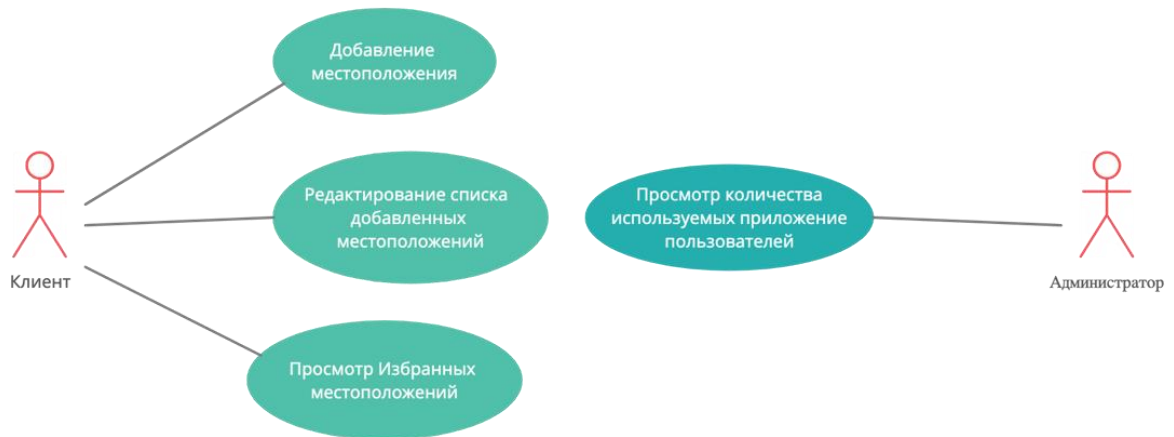 Добавление
местоположения
Редактирование списка
добавленных
местоположений
Просмотр количества
используемых приложение
пользователей
Клиент
Администратор
Просмотр Избранных
местоположений